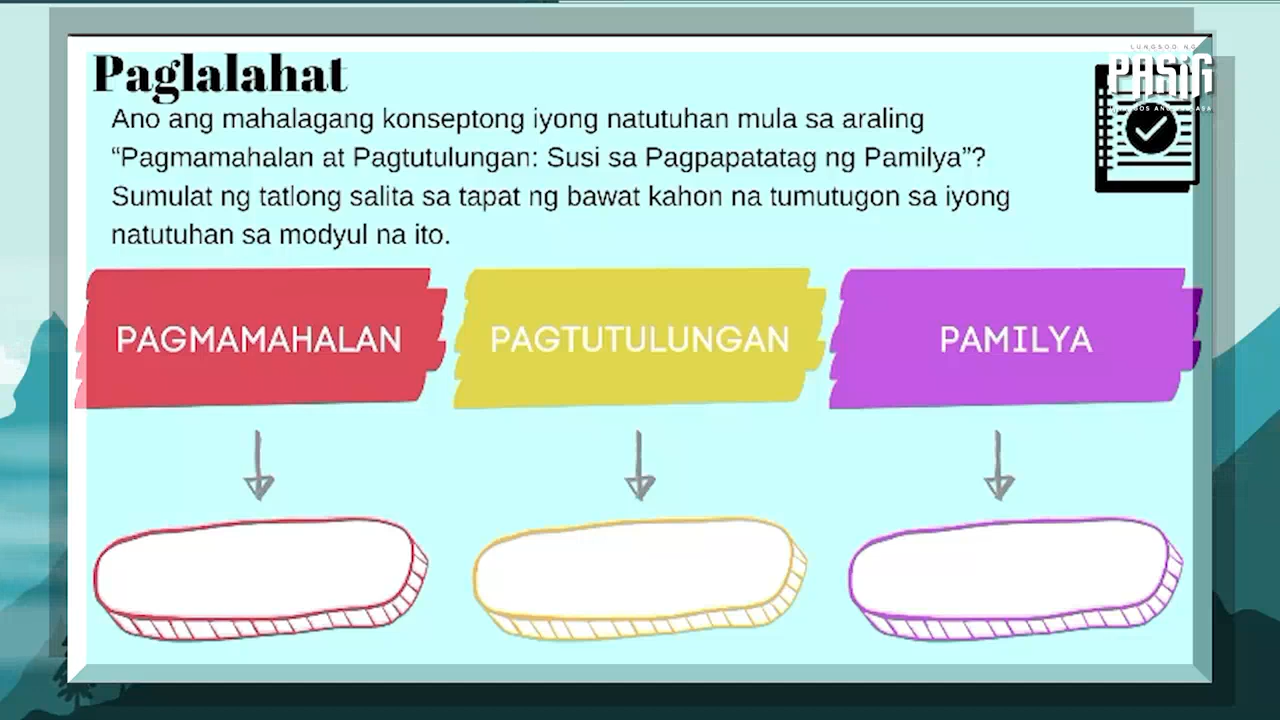 Paglalahat
LUNGSOD NG
PASIG
Ano ang mahalagang konseptong iyong natutuhan mula sa araling
“Pagmamahalan at Pagtutulungan: Susi sa Pagpapatatag ng Pamilya”?
Sumulat ng tatlong salita sa tapat ng bawat kahon na tumutugon sa iyong
natutuhan sa modyul na ito.
PAGMAMAHALAN
PAGTUTULUNGAN
PAMILYA